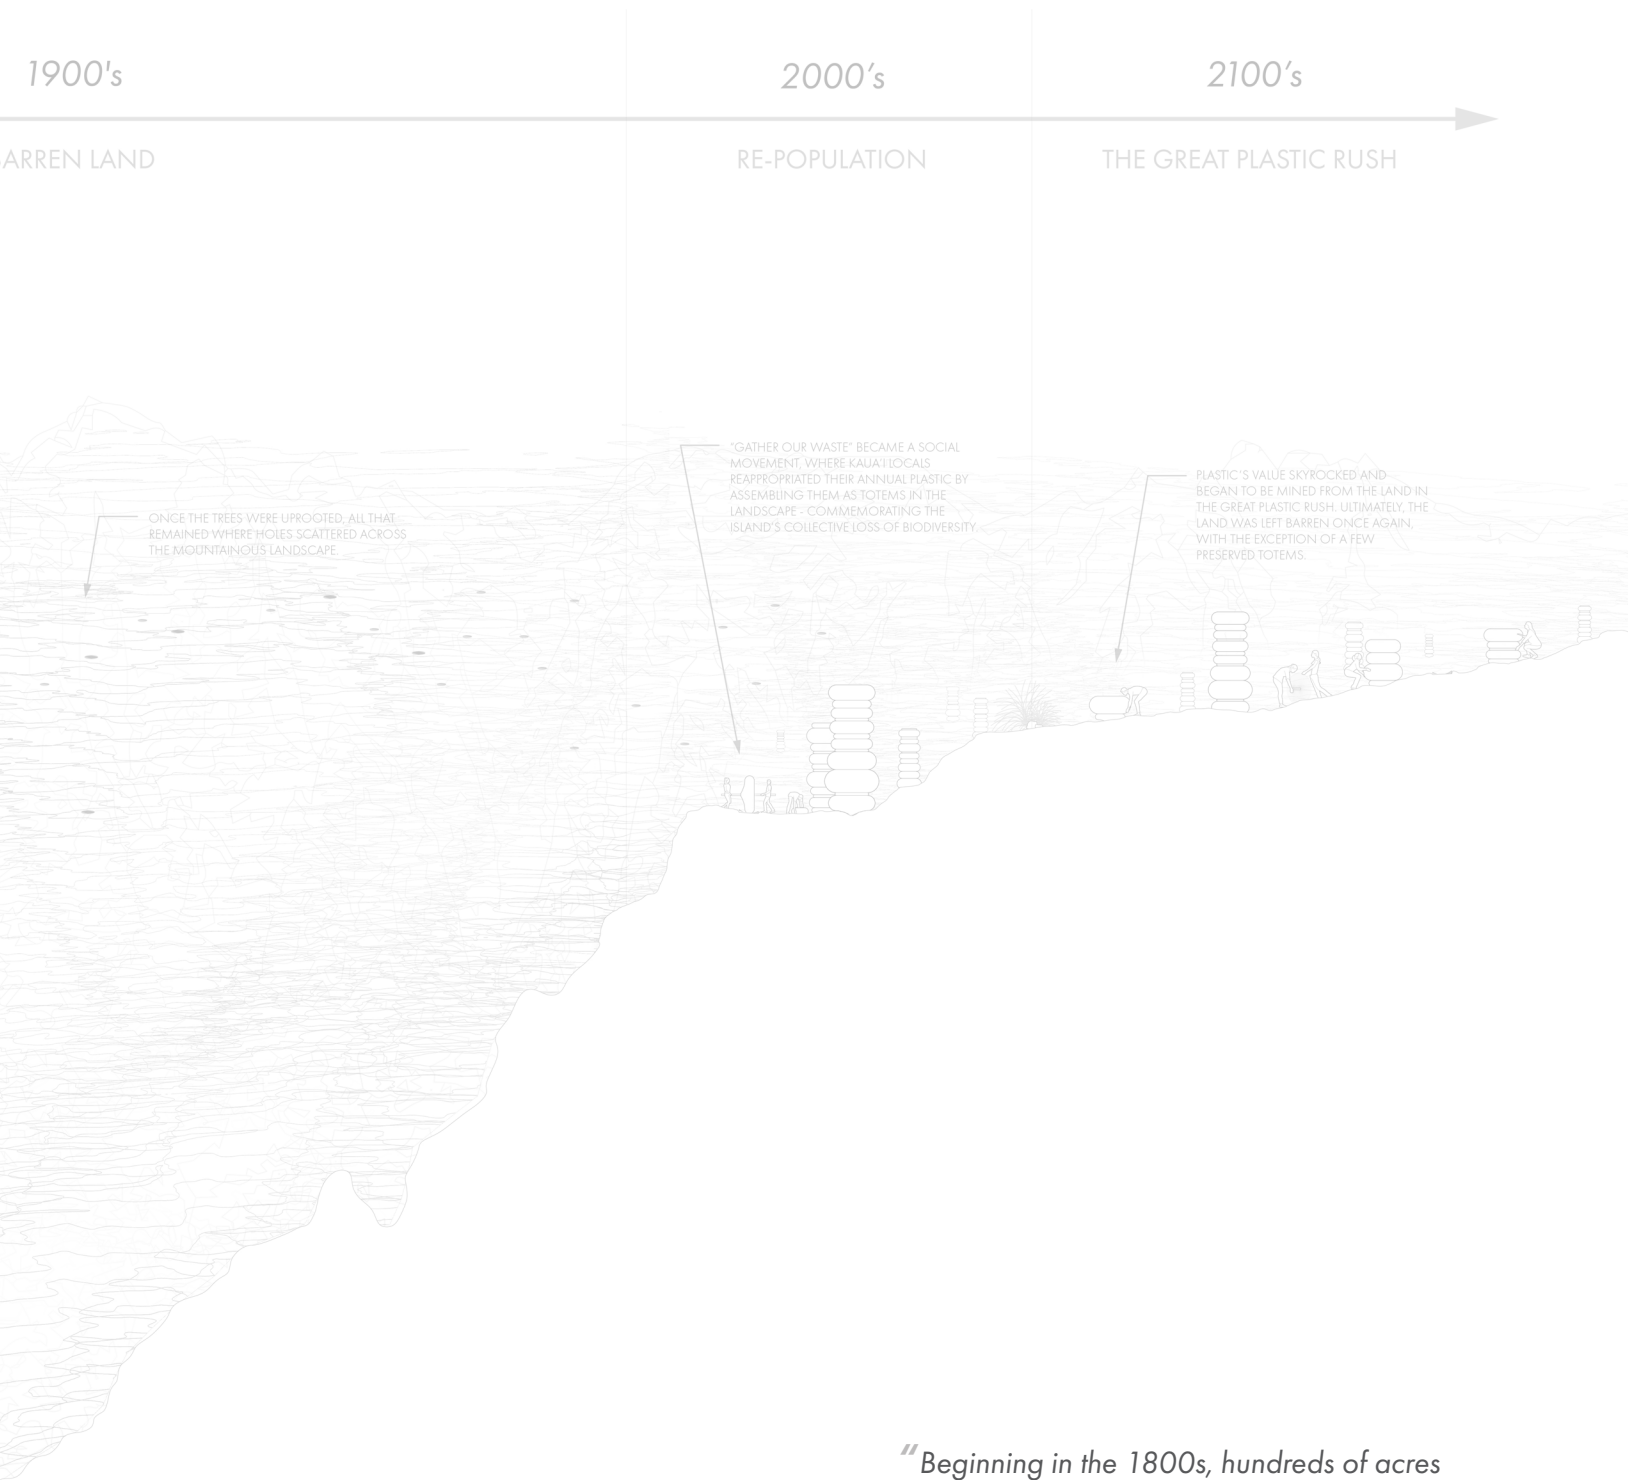 1900's
2000's
2100's
ARREN LAND
RE-POPULATION
THE GREAT PLASTIC RUSH
"GATHER OUR WASTE" BECAME A SOCIAL
MOVEMENT, WHERE KAUA'I LOCALS
REAPPROPRIATED THEIR ANNUAL PLASTIC BY
ASSEMBLING THEM AS TOTEMS IN THE
LANDSCAPE - COMMEMORATING THE
ISLAND'S COLLECTIVE LOSS OF BIODIVERSITY.
PLASTIC'S VALUE SKYROCKED AND
BEGAN TO BE MINED FROM THE LAND IN
THE GREAT PLASTIC RUSH. ULTIMATELY, THE
LAND WAS LEFT BARREN ONCE AGAIN,
WITH THE EXCEPTION OF A FEW
PRESERVED TOTEMS.
ONCE THE TREES WERE UPROOTED, ALL THAT
REMAINED WHERE HOLES SCATTERED ACROSS
THE MOUNTAINOUS LANDSCAPE.
"Beginning in the 1800s, hundreds of acres